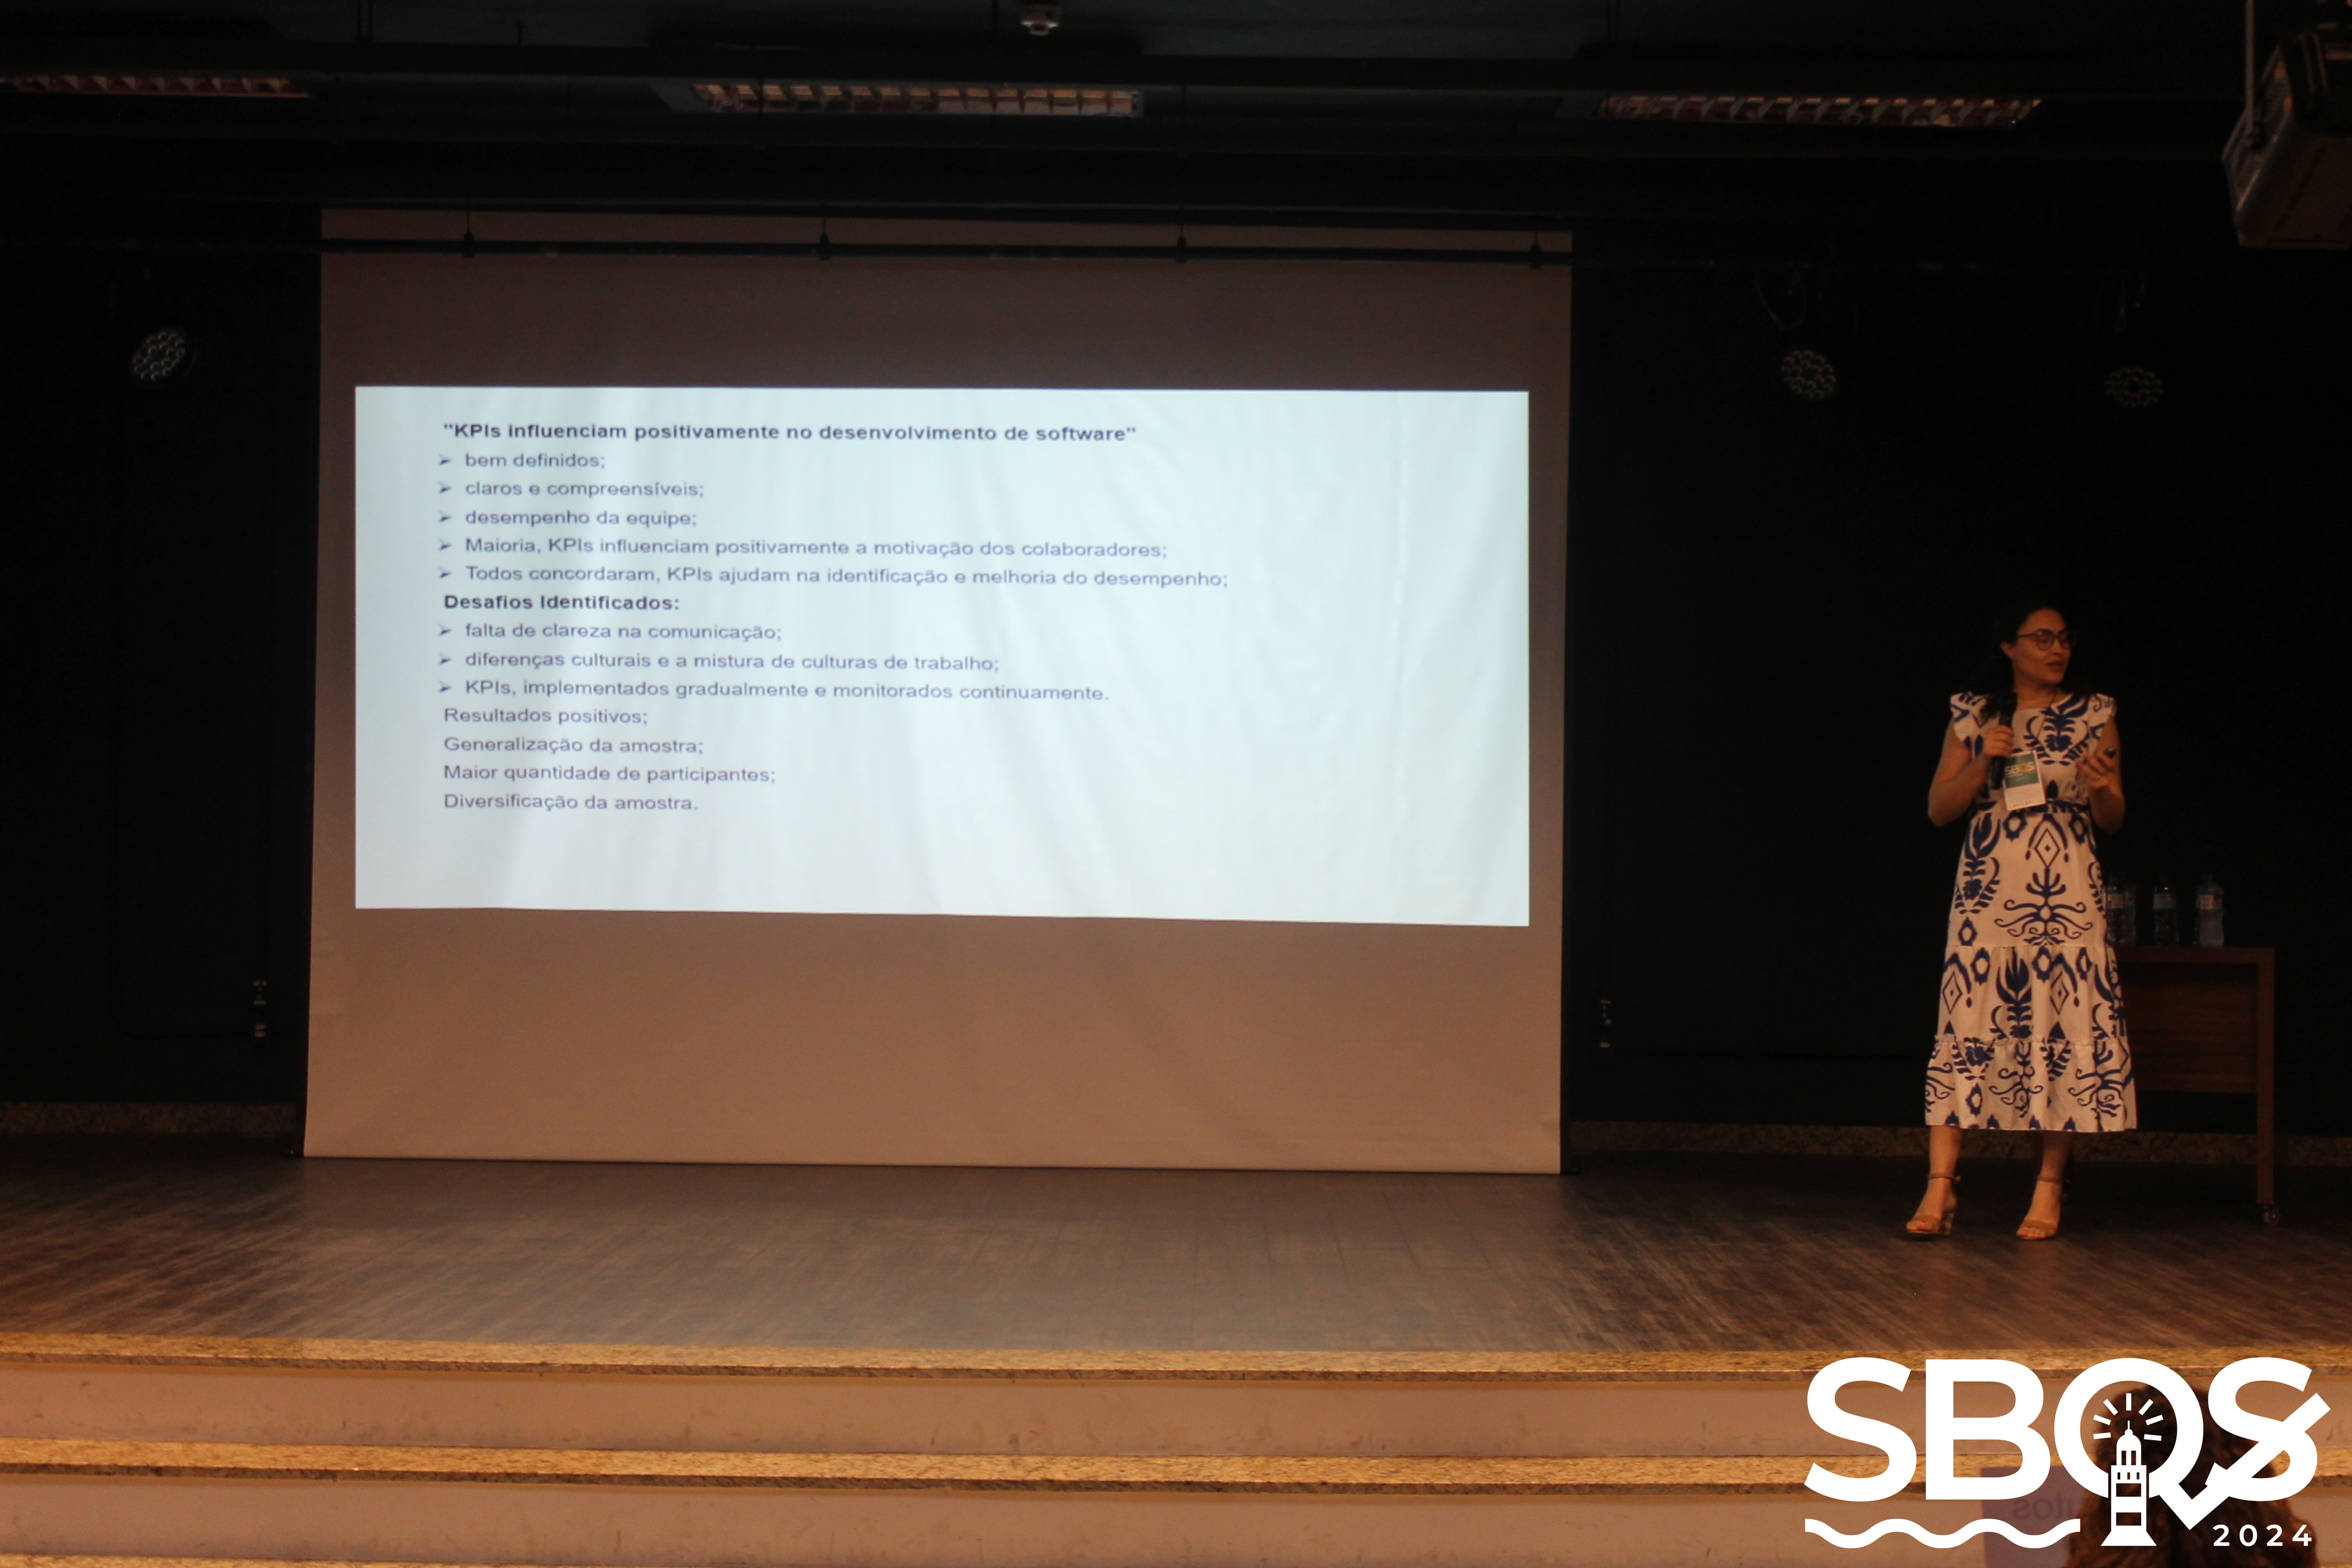 "KPIs influenciam positivamente no desenvolvimento de software"
➢ bem definidos;
➢ claros e compreensíveis;
➢ desempenho da equipe;
➢ Maioria, KPIs influenciam positivamente a motivação dos colaboradores;
➢ Todos concordaram, KPIs ajudam na identificação e melhoria do desempenho;
Desafios Identificados:
➢ falta de clareza na comunicação;
➢ diferenças culturais e a mistura de culturas de trabalho;
➢ KPIs, implementados gradualmente e monitorados continuamente.
Resultados positivos;
Generalização da amostra;
Maior quantidade de participantes;
Diversificação da amostra.
SBQS
SBQS
2024